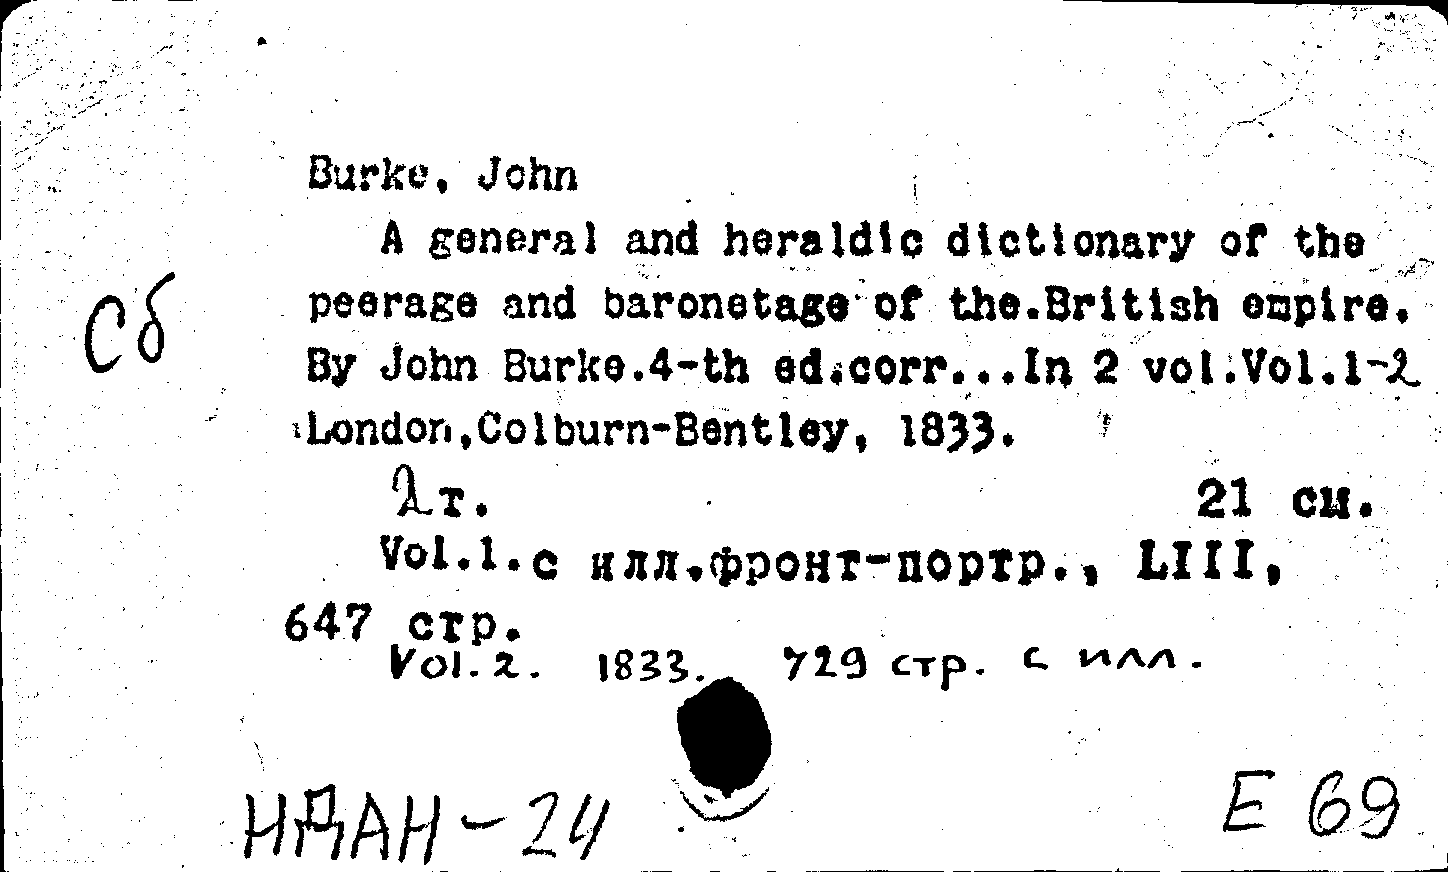 Burke, John
A general and heraldic dictionary of the
peerage and baronetage of the.British empire.
Сб
By John Burke.4-th ed.corr...In 2 vol.Vol.1-2
London,Colburn-Bentley, 1833.
2т. 21 см.
Vol.1.с илл.фронт-портр., LIII,
647 стр.
Vol.2. 1833. 729 стр. с илл.
НДАН-24 E 69